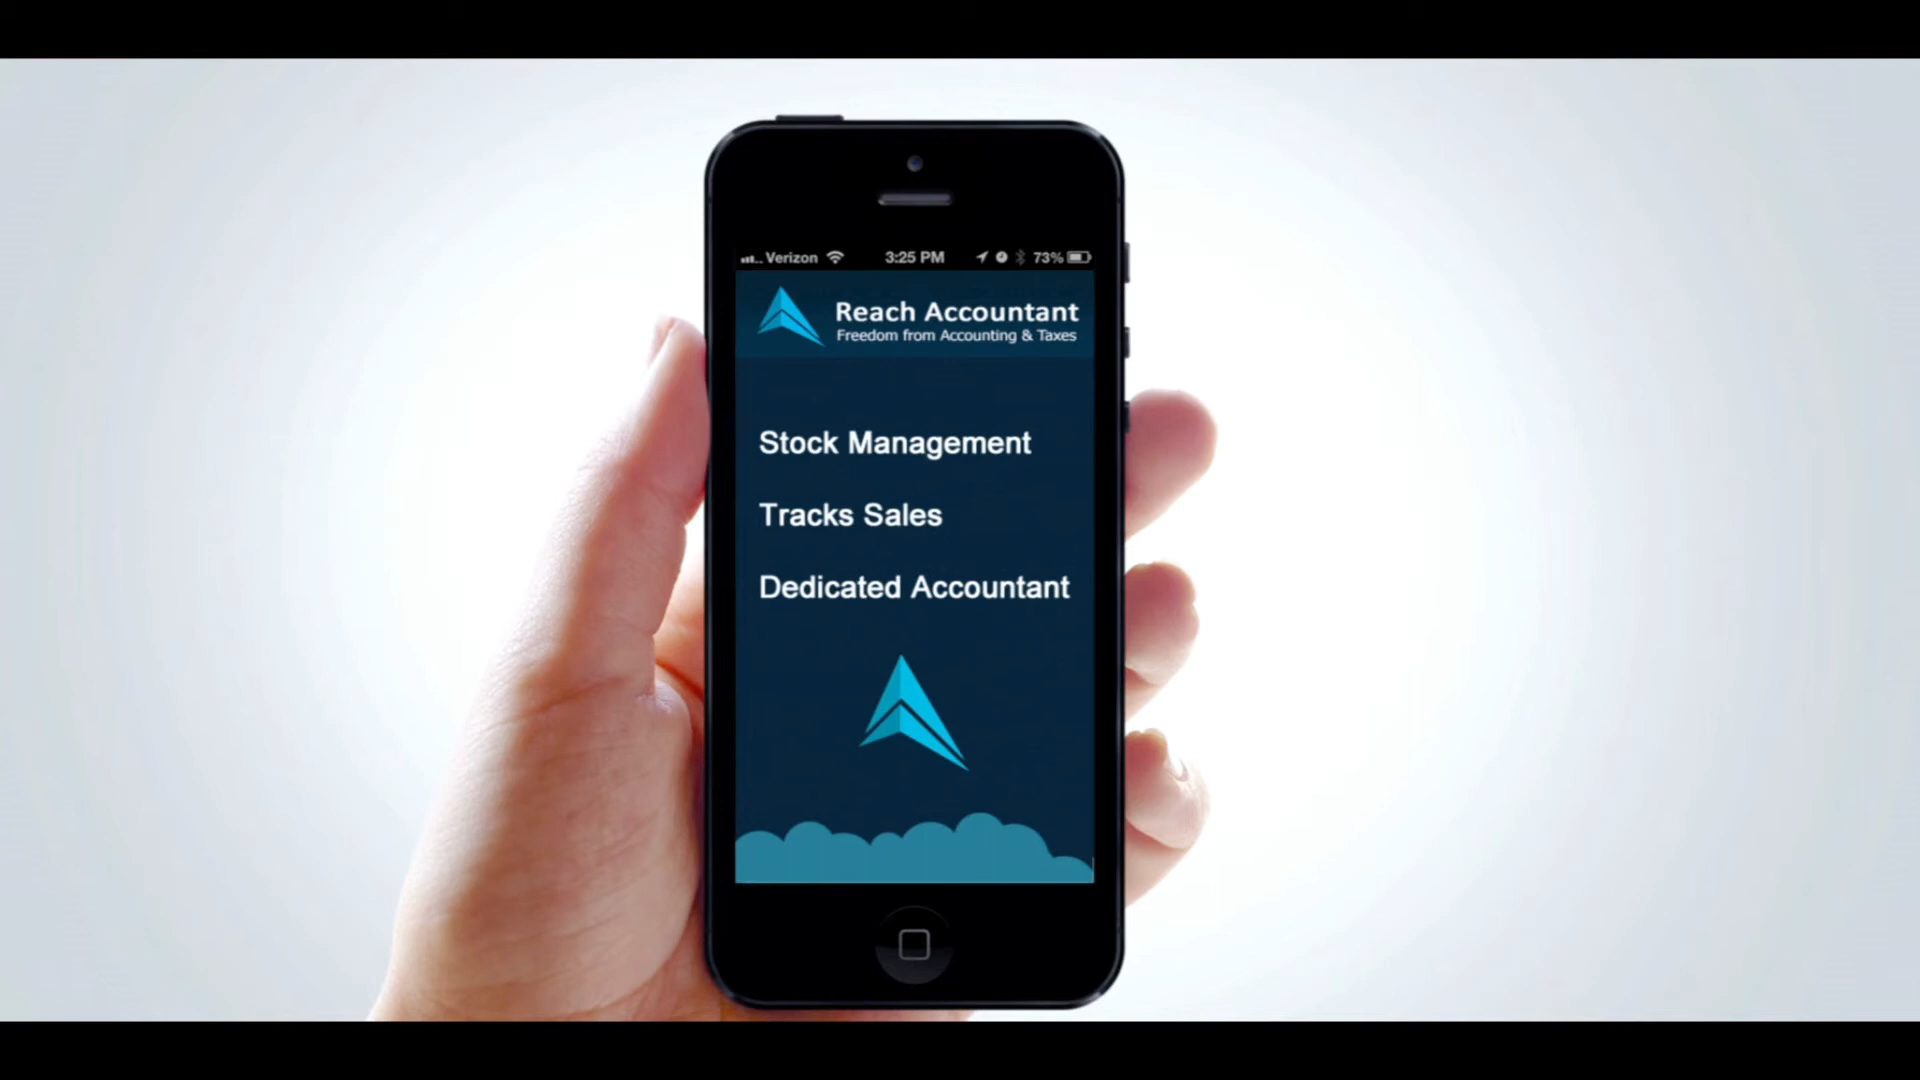 Verizon 3:25 PM 73%
Reach Accountant
Freedom from Accounting & Taxes
Stock Management
Tracks Sales
Dedicated Accountant